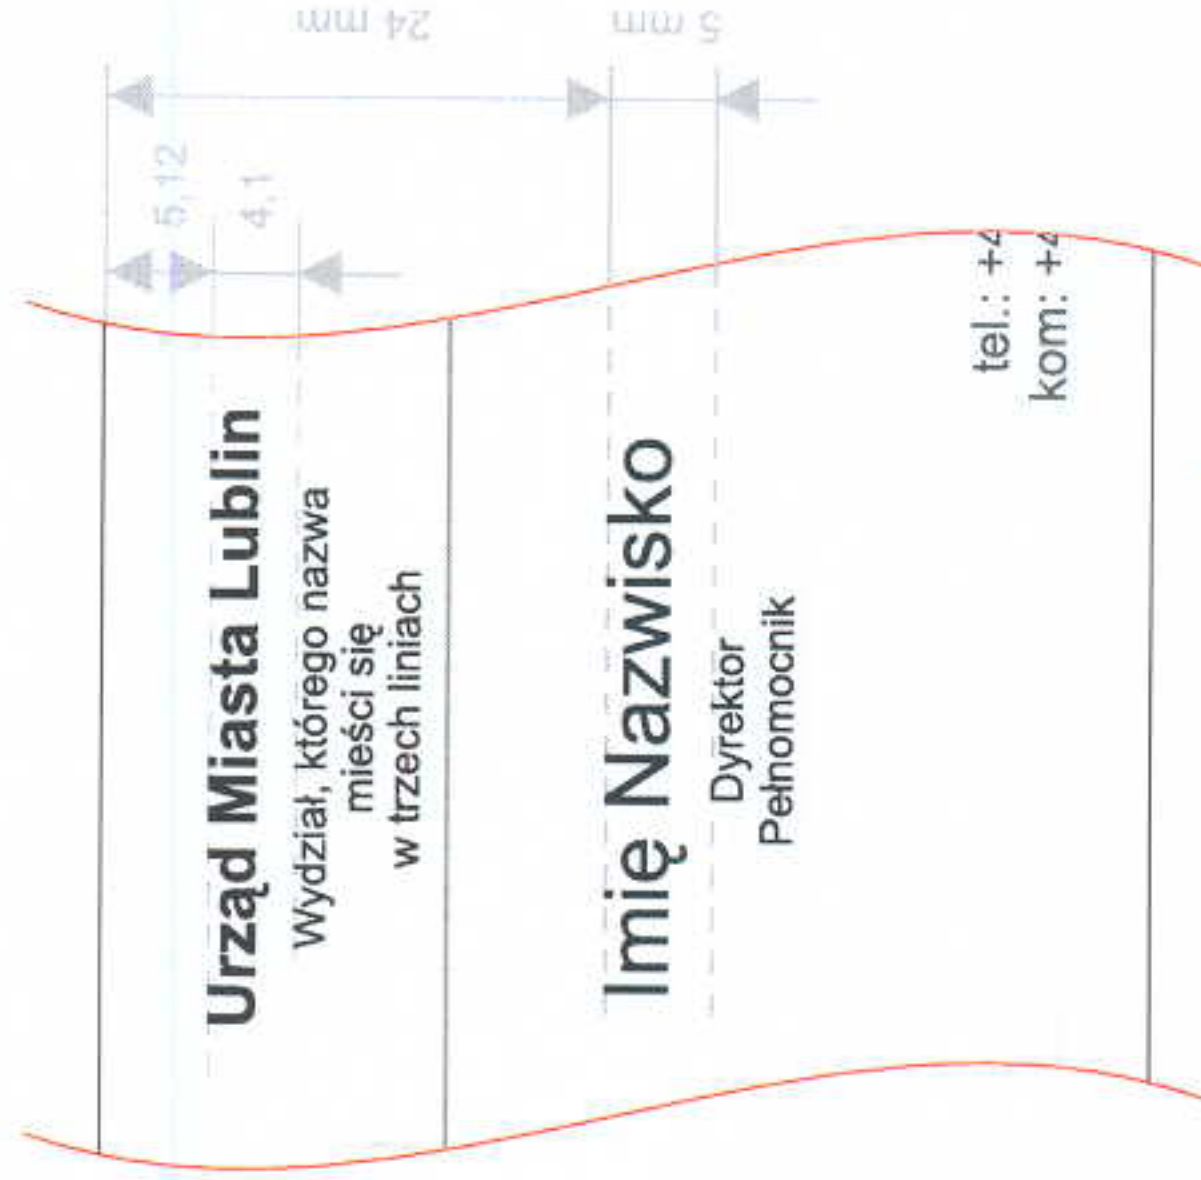 24 mm
5 mm
5,12
4,1
Urząd Miasta Lublin
Wydział, którego nazwa
mieści się
w trzech liniach
Imię Nazwisko
Dyrektor
Pełnomocnik
tel.: +4
kom: +4